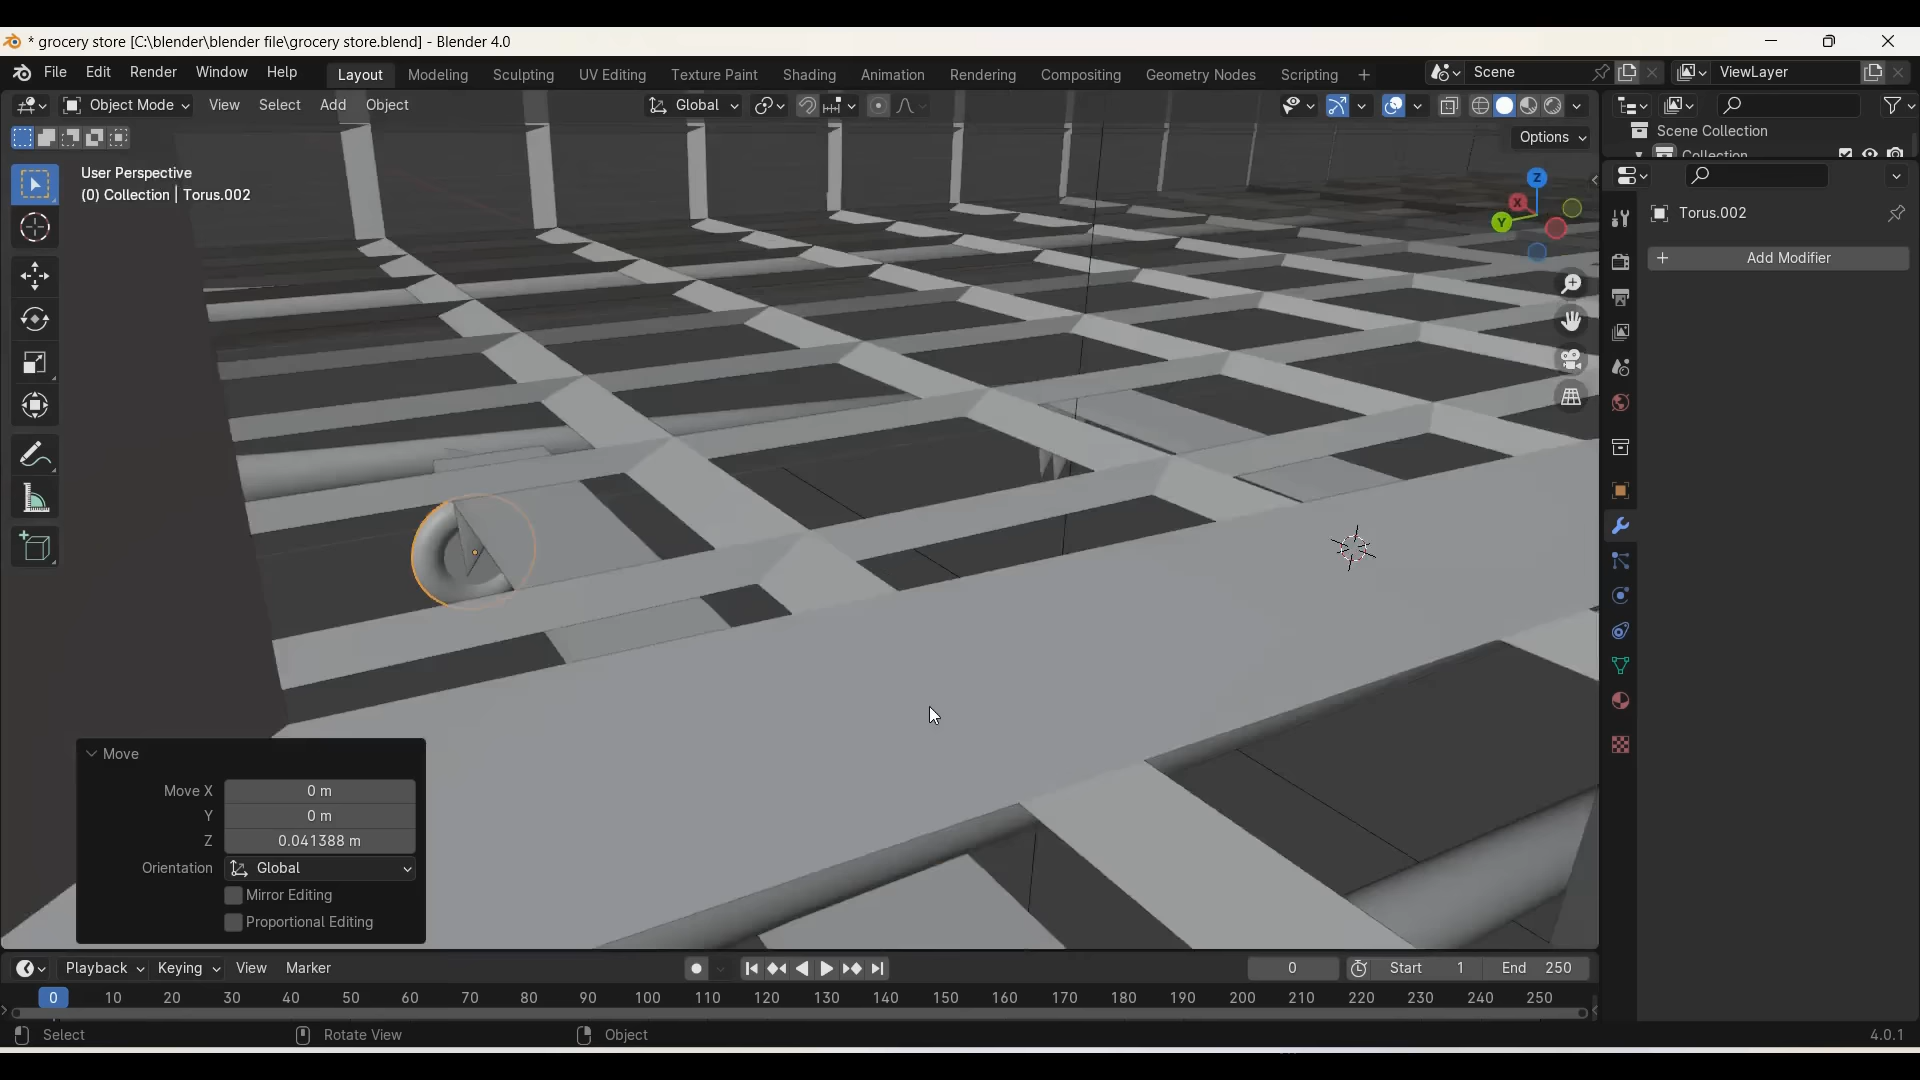 * grocery store [C:\blender\blender file\grocery store.blend] - Blender 4.0
File Edit Render Window Help Layout Modeling Sculpting UV Editing Texture Paint Shading Animation Rendering Compositing Geometry Nodes Scripting + Scene ViewLayer
Object Mode View Select Add Object Global
Options
User Perspective
(0) Collection | Torus.002
Z
X
Y
Scene Collection
Collection
Torus.002
+ Add Modifier
Move
Move X 0 m
Y 0 m
Z 0.041388 m
Orientation Global
Mirror Editing
Proportional Editing
Playback Keying View Marker 0 Start 1 End 250
0 10 20 30 40 50 60 70 80 90 100 110 120 130 140 150 160 170 180 190 200 210 220 230 240 250
Select Rotate View Object 4.0.1